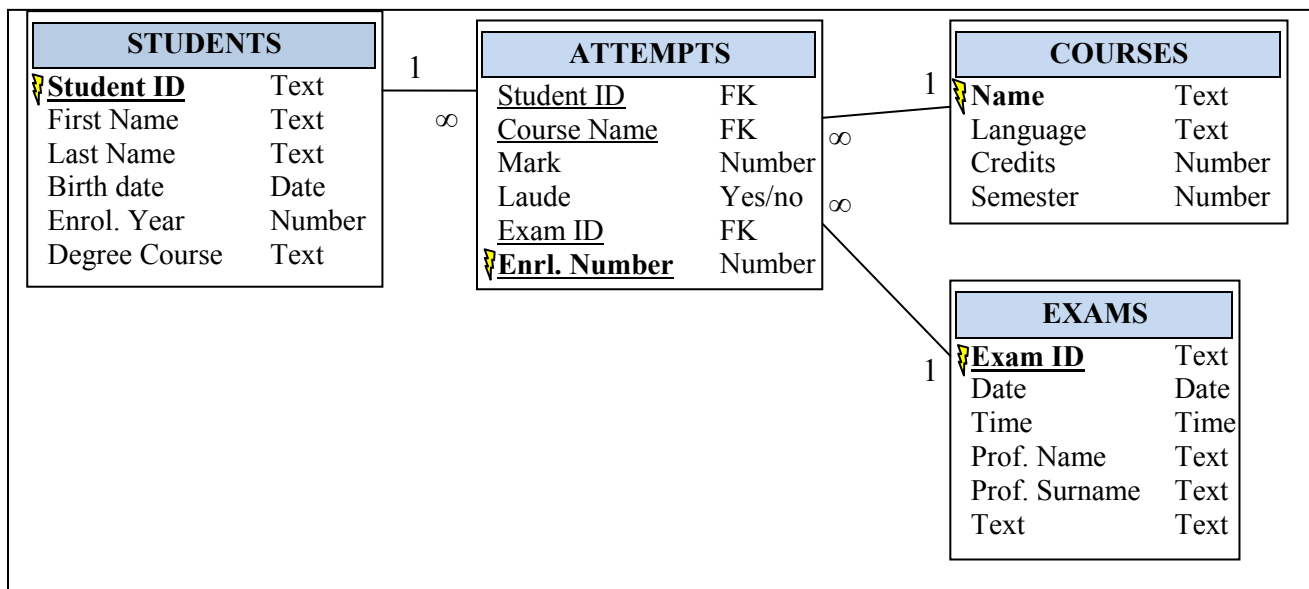 STUDENTS
Student ID Text
First Name Text
Last Name Text
Birth date Date
Enrol. Year Number
Degree Course Text
1
∞
ATTEMPTS
Student ID FK
Course Name FK
Mark Number
Laude Yes/no
Exam ID FK
Enrl. Number Number
∞
1
∞
1
COURSES
Name Text
Language Text
Credits Number
Semester Number
EXAMS
Exam ID Text
Date Date
Time Time
Prof. Name Text
Prof. Surname Text
Text Text